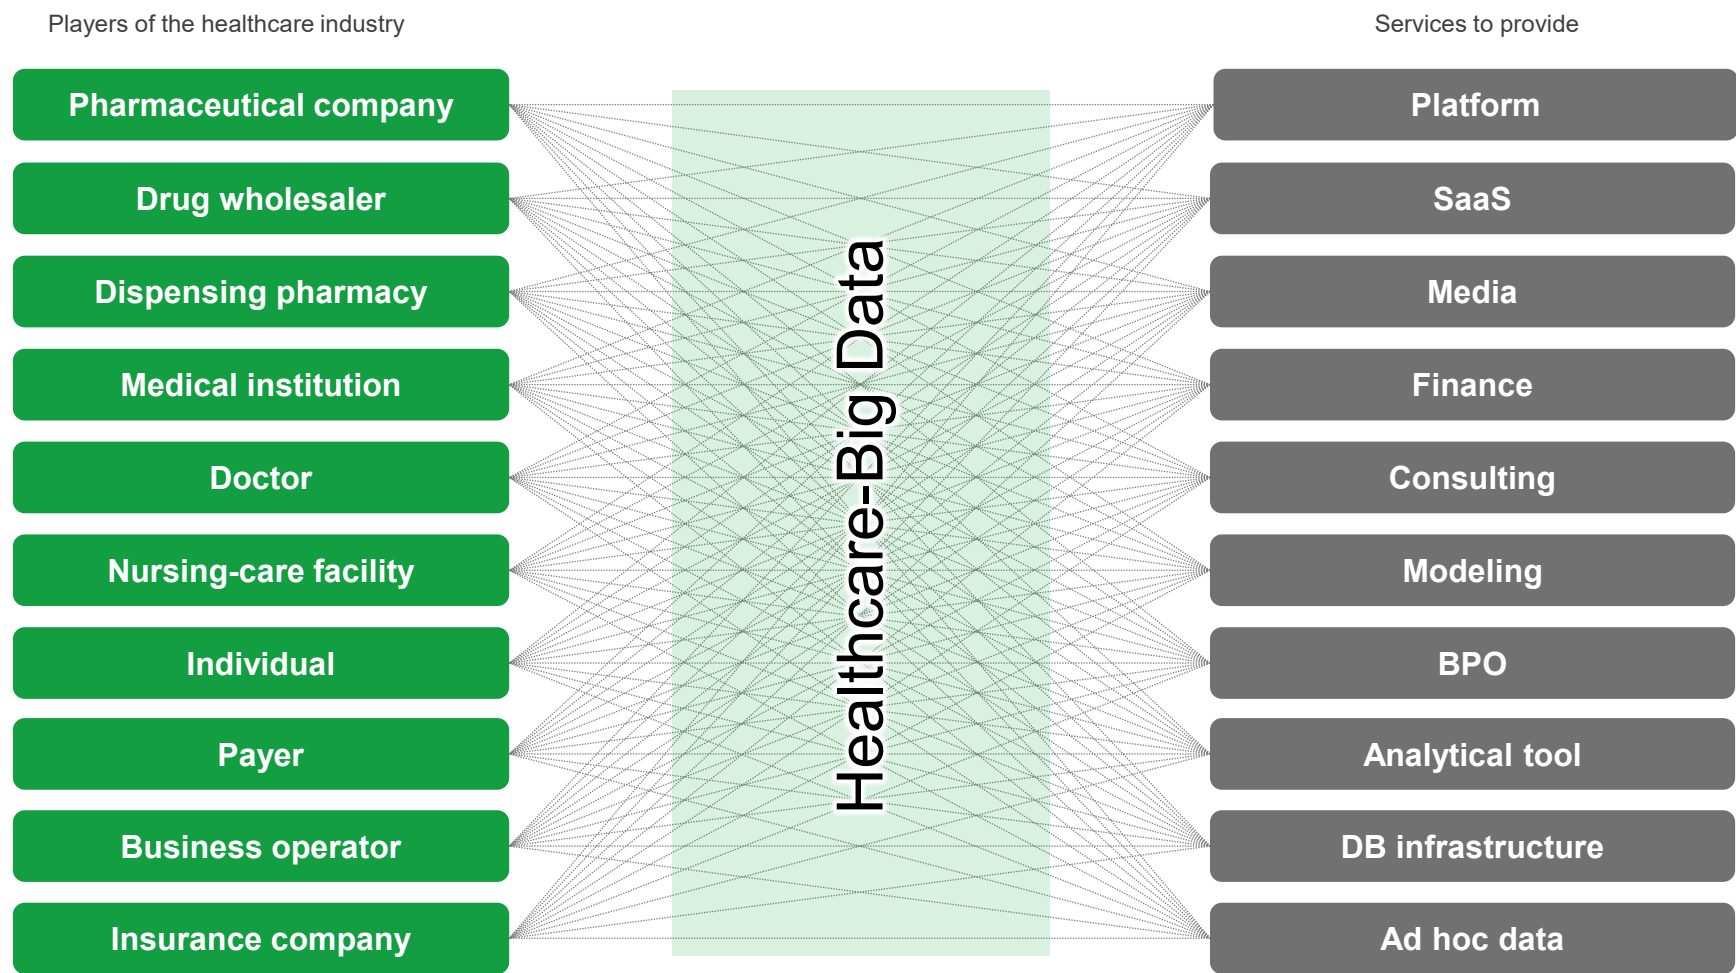 Players of the healthcare industry
Services to provide
Pharmaceutical company
Platform
Drug wholesaler
SaaS
Dispensing pharmacy
Media
Medical institution
Finance
Doctor
Consulting
Nursing-care facility
Modeling
Individual
BPO
Payer
Analytical tool
Business operator
DB infrastructure
Insurance company
Ad hoc data
Healthcare-Big Data